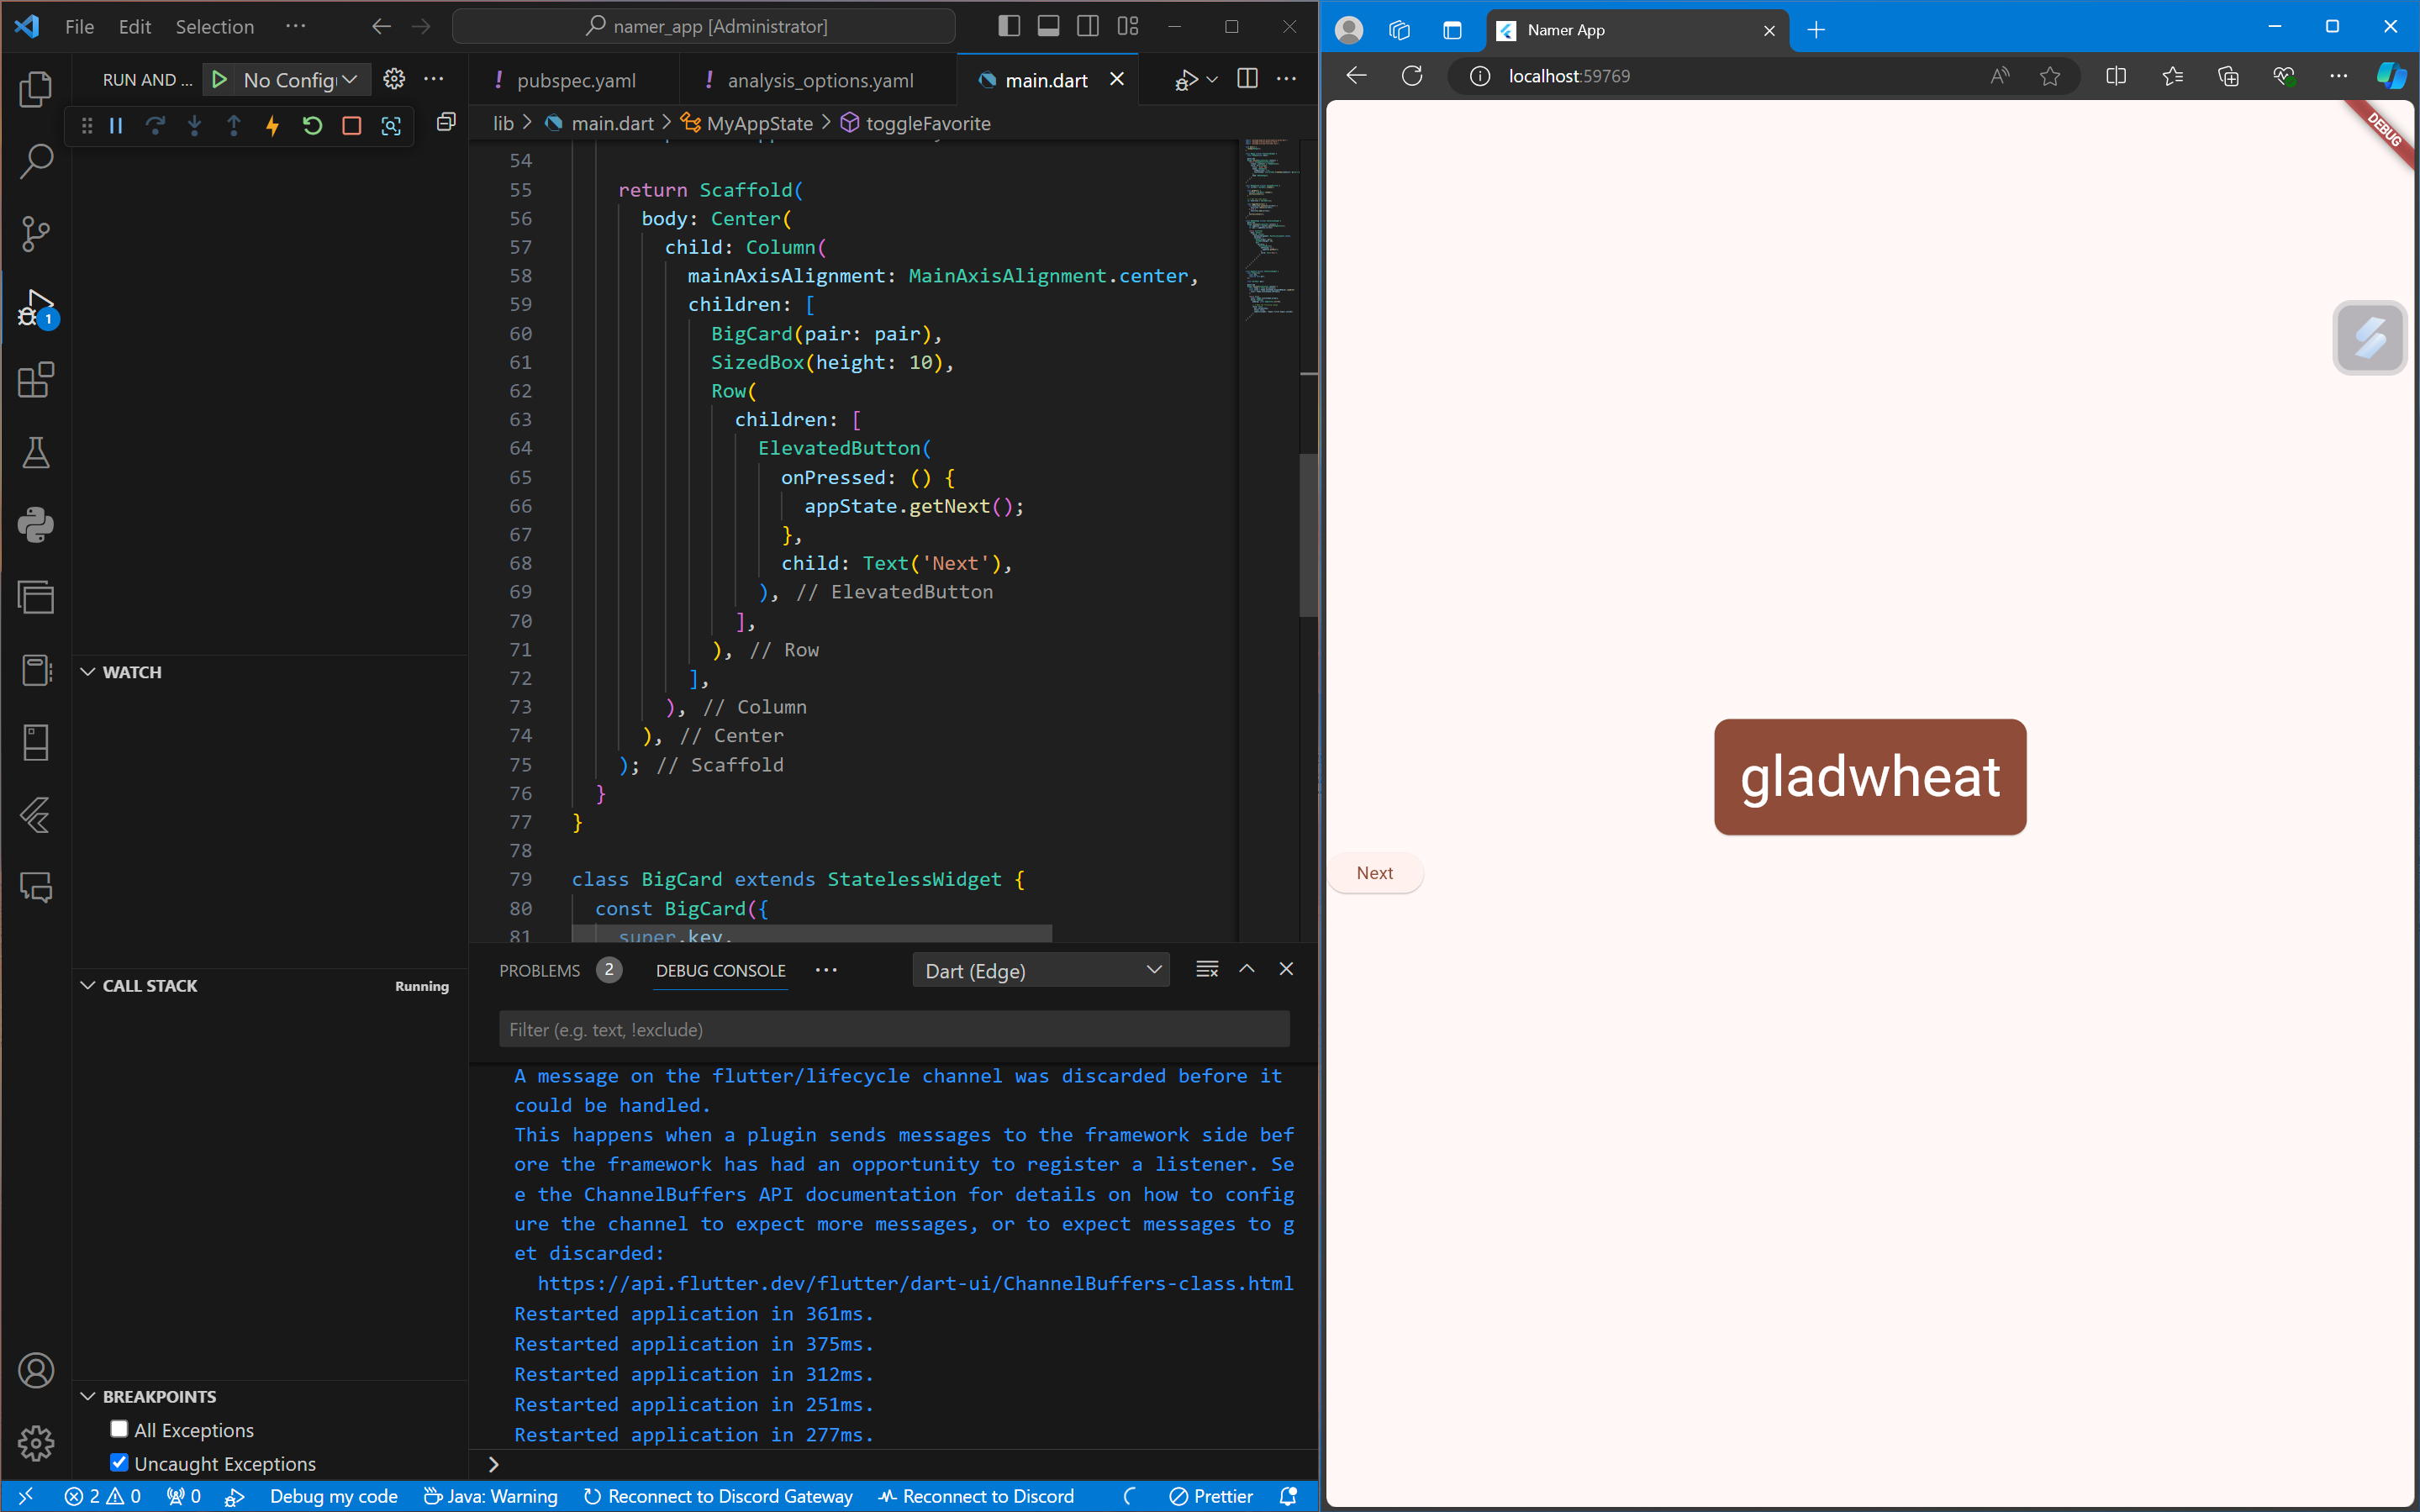 File Edit Selection ··· namer_app [Administrator]
RUN AND ... No Config
pubspec.yaml
analysis_options.yaml
main.dart
lib > main.dart > MyAppState > toggleFavorite
54
55 return Scaffold(
56 body: Center(
57 child: Column(
58 mainAxisAlignment: MainAxisAlignment.center,
59 children: [
60 BigCard(pair: pair),
61 SizedBox(height: 10),
62 Row(
63 children: [
64 ElevatedButton(
65 onPressed: () {
66 appState.getNext();
67 },
68 child: Text('Next'),
69 ), // ElevatedButton
70 ],
71 ), // Row
72 ],
73 ), // Column
74 ), // Center
75 ); // Scaffold
76 }
77 }
78
79 class BigCard extends StatelessWidget {
80 const BigCard({
81 super.key,
1
WATCH
CALL STACK Running
BREAKPOINTS
All Exceptions
Uncaught Exceptions
PROBLEMS 2 DEBUG CONSOLE ··· Dart (Edge)
Filter (e.g. text, !exclude)
A message on the flutter/lifecycle channel was discarded before it
could be handled.
This happens when a plugin sends messages to the framework side bef
ore the framework has had an opportunity to register a listener. Se
e the ChannelBuffers API documentation for details on how to config
ure the channel to expect more messages, or to expect messages to g
et discarded:
https://api.flutter.dev/flutter/dart-ui/ChannelBuffers-class.html
Restarted application in 361ms.
Restarted application in 375ms.
Restarted application in 312ms.
Restarted application in 251ms.
Restarted application in 277ms.
>
2 0 0 Debug my code Java: Warning Reconnect to Discord Gateway Reconnect to Discord Prettier
Namer App
localhost:59769
DEBUG
gladwheat
Next